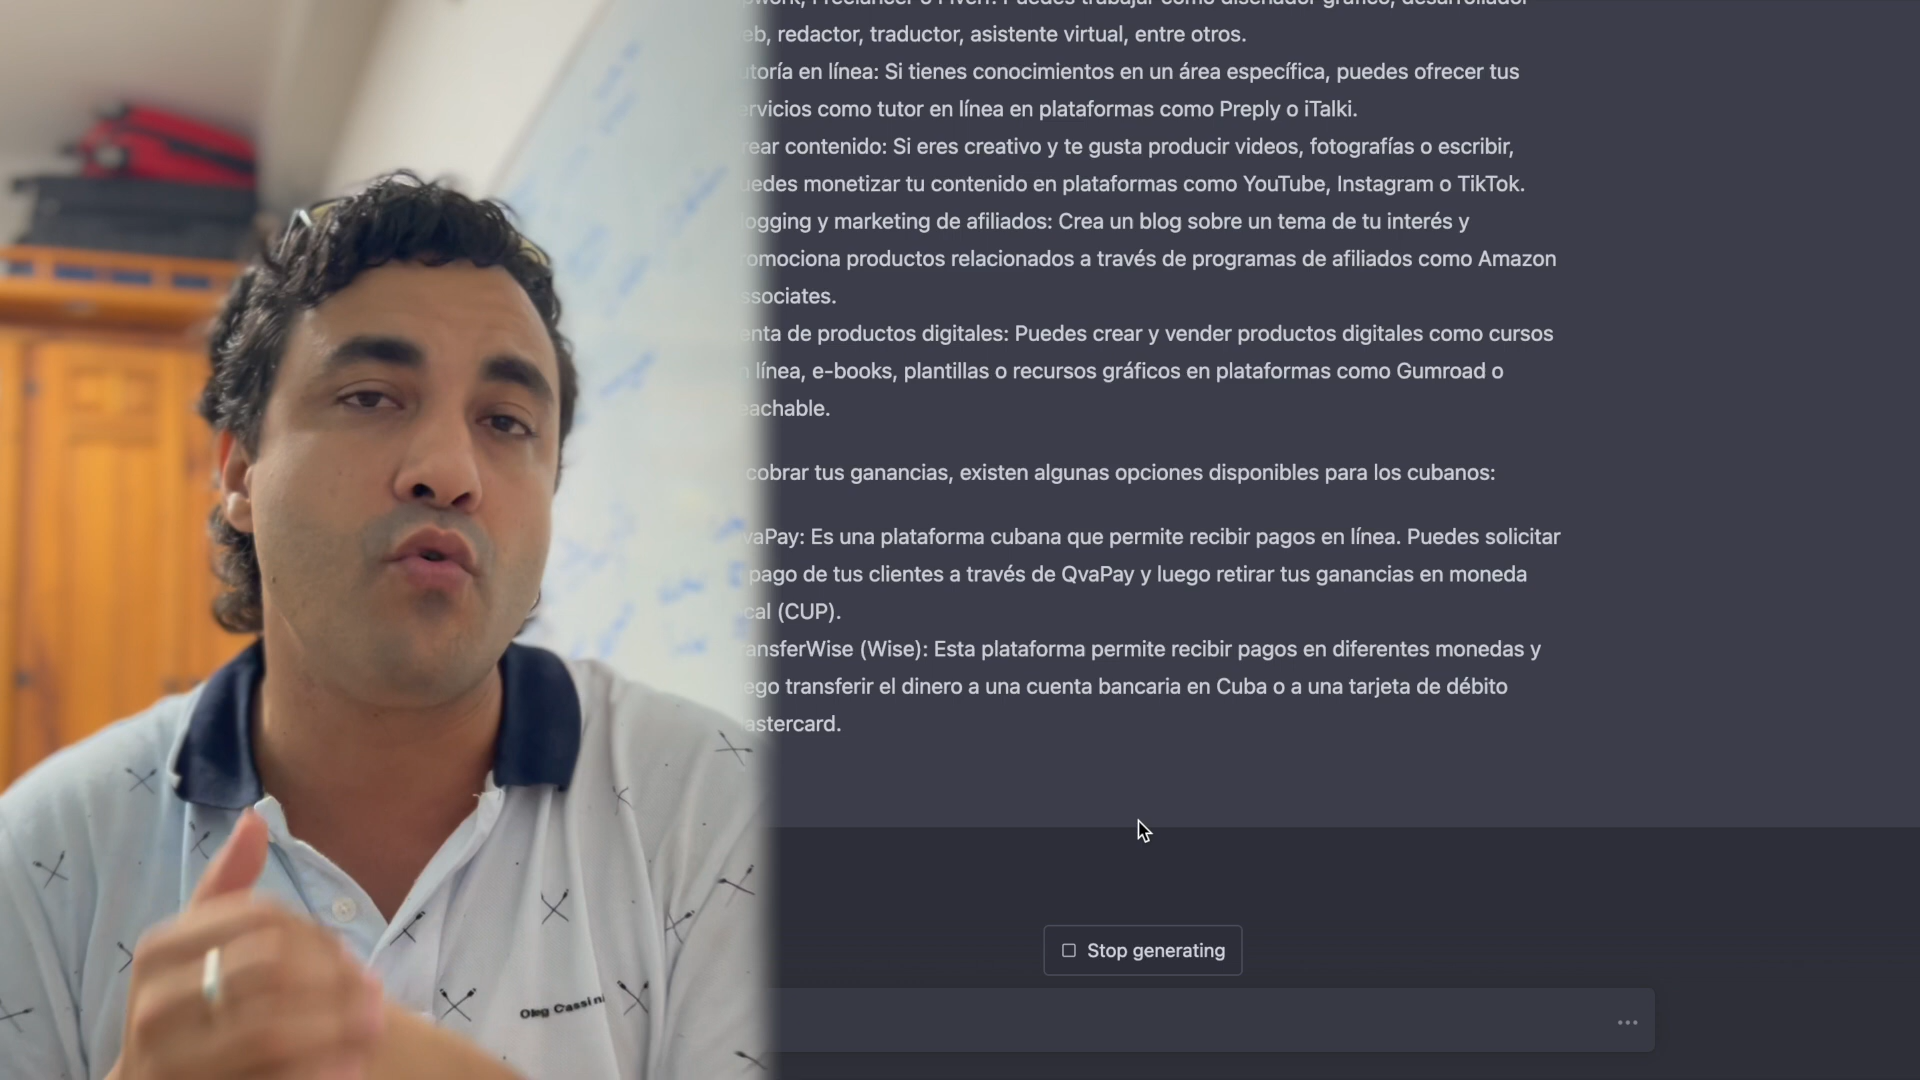 eb, redactor, traductor, asistente virtual, entre otros.
utoría en línea: Si tienes conocimientos en un área específica, puedes ofrecer tus
ervicios como tutor en línea en plataformas como Preply o iTalki.
rear contenido: Si eres creativo y te gusta producir videos, fotografías o escribir,
uedes monetizar tu contenido en plataformas como YouTube, Instagram o TikTok.
ogging y marketing de afiliados: Crea un blog sobre un tema de tu interés y
romociona productos relacionados a través de programas de afiliados como Amazon
ssociates.
enta de productos digitales: Puedes crear y vender productos digitales como cursos
n línea, e-books, plantillas o recursos gráficos en plataformas como Gumroad o
eachable.
cobrar tus ganancias, existen algunas opciones disponibles para los cubanos:
vaPay: Es una plataforma cubana que permite recibir pagos en línea. Puedes solicitar
pago de tus clientes a través de QvaPay y luego retirar tus ganancias en moneda
cal (CUP).
ansferWise (Wise): Esta plataforma permite recibir pagos en diferentes monedas y
ego transferir el dinero a una cuenta bancaria en Cuba o a una tarjeta de débito
astercard.
Stop generating
Oleg Cassini